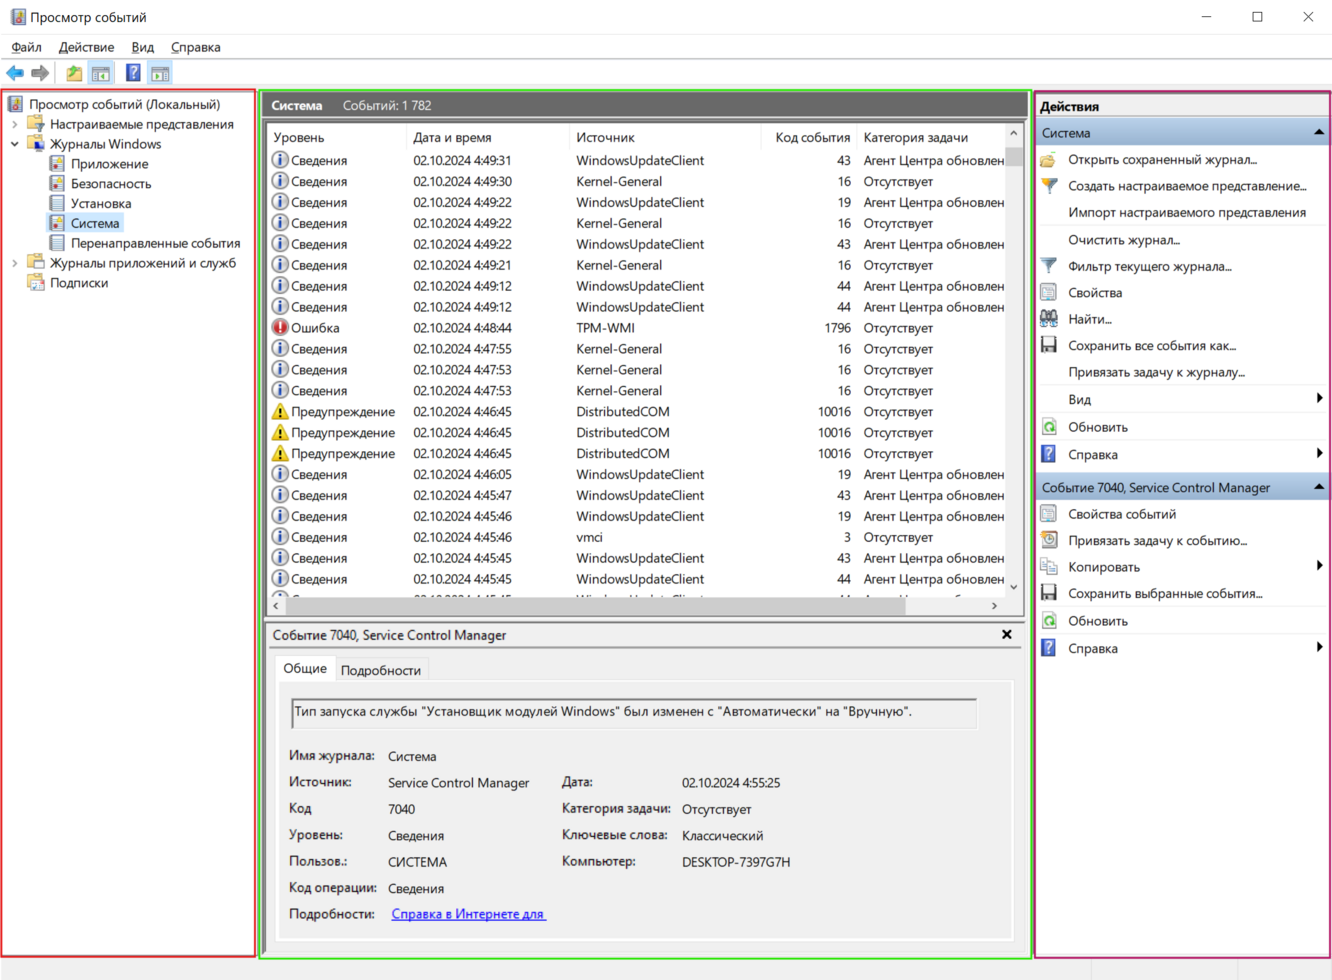 Просмотр событий
Файл Действие Вид Справка
Просмотр событий (Локальный)
Настраиваемые представления
Журналы Windows
Приложение
Безопасность
Установка
Система
Перенаправленные события
Журналы приложений и служб
Подписки
Система Событий: 1 782
Уровень Дата и время Источник Код события Категория задачи
Сведения 02.10.2024 4:49:31 WindowsUpdateClient 43 Агент Центра обновлен
Сведения 02.10.2024 4:49:30 Kernel-General 16 Отсутствует
Сведения 02.10.2024 4:49:22 WindowsUpdateClient 19 Агент Центра обновлен
Сведения 02.10.2024 4:49:22 Kernel-General 16 Отсутствует
Сведения 02.10.2024 4:49:22 WindowsUpdateClient 43 Агент Центра обновлен
Сведения 02.10.2024 4:49:21 Kernel-General 16 Отсутствует
Сведения 02.10.2024 4:49:12 WindowsUpdateClient 44 Агент Центра обновлен
Сведения 02.10.2024 4:49:12 WindowsUpdateClient 44 Агент Центра обновлен
Ошибка 02.10.2024 4:48:44 TPM-WMI 1796 Отсутствует
Сведения 02.10.2024 4:47:55 Kernel-General 16 Отсутствует
Сведения 02.10.2024 4:47:53 Kernel-General 16 Отсутствует
Сведения 02.10.2024 4:47:53 Kernel-General 16 Отсутствует
Предупреждение 02.10.2024 4:46:45 DistributedCOM 10016 Отсутствует
Предупреждение 02.10.2024 4:46:45 DistributedCOM 10016 Отсутствует
Предупреждение 02.10.2024 4:46:45 DistributedCOM 10016 Отсутствует
Сведения 02.10.2024 4:46:05 WindowsUpdateClient 19 Агент Центра обновлен
Сведения 02.10.2024 4:45:47 WindowsUpdateClient 43 Агент Центра обновлен
Сведения 02.10.2024 4:45:46 WindowsUpdateClient 19 Агент Центра обновлен
Сведения 02.10.2024 4:45:46 vmci 3 Отсутствует
Сведения 02.10.2024 4:45:45 WindowsUpdateClient 43 Агент Центра обновлен
Сведения 02.10.2024 4:45:45 WindowsUpdateClient 44 Агент Центра обновлен
Событие 7040, Service Control Manager
Общие Подробности
Тип запуска службы "Установщик модулей Windows" был изменен с "Автоматически" на "Вручную".
Имя журнала: Система
Источник: Service Control Manager Дата: 02.10.2024 4:55:25
Код 7040 Категория задачи: Отсутствует
Уровень: Сведения Ключевые слова: Классический
Пользов.: СИСТЕМА Компьютер: DESKTOP-7397G7H
Код операции: Сведения
Подробности: Справка в Интернете для
Действия
Система
Открыть сохраненный журнал...
Создать настраиваемое представление...
Импорт настраиваемого представления
Очистить журнал...
Фильтр текущего журнала...
Свойства
Найти...
Сохранить все события как...
Привязать задачу к журналу...
Вид
Обновить
Справка
Событие 7040, Service Control Manager
Свойства событий
Привязать задачу к событию...
Копировать
Сохранить выбранные события...
Обновить
Справка